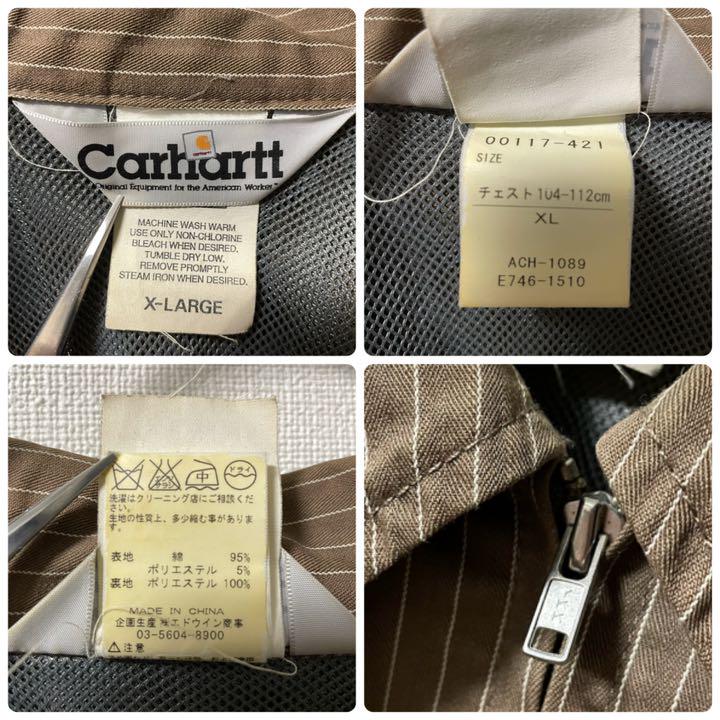 Carhartt
Original Equipment for the American Worker
MACHINE WASH WARM
USE ONLY NON-CHLORINE
BLEACH WHEN DESIRED.
TUMBLE DRY LOW.
REMOVE PROMPTLY
STEAM IRON WHEN DESIRED.
X-LARGE
00117-421
SIZE
チェスト104-112cm
XL
ACH-1089
E746-1510
中
ドライ
洗濯はクリーニング店にご相談くだ
さい。
生地の性質上、多少縮む事がありま
す。
表地 綿 95%
ポリエステル 5%
裏地 ポリエステル 100%
MADE IN CHINA
企画生産 ㈱エドウイン商事
03-5604-8900
⚠注意